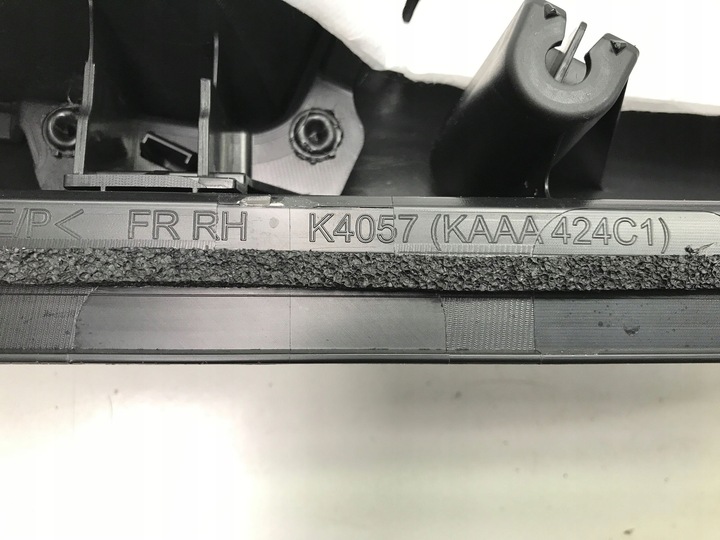 E/P< FR RH K4057 (KAAA 424C1)